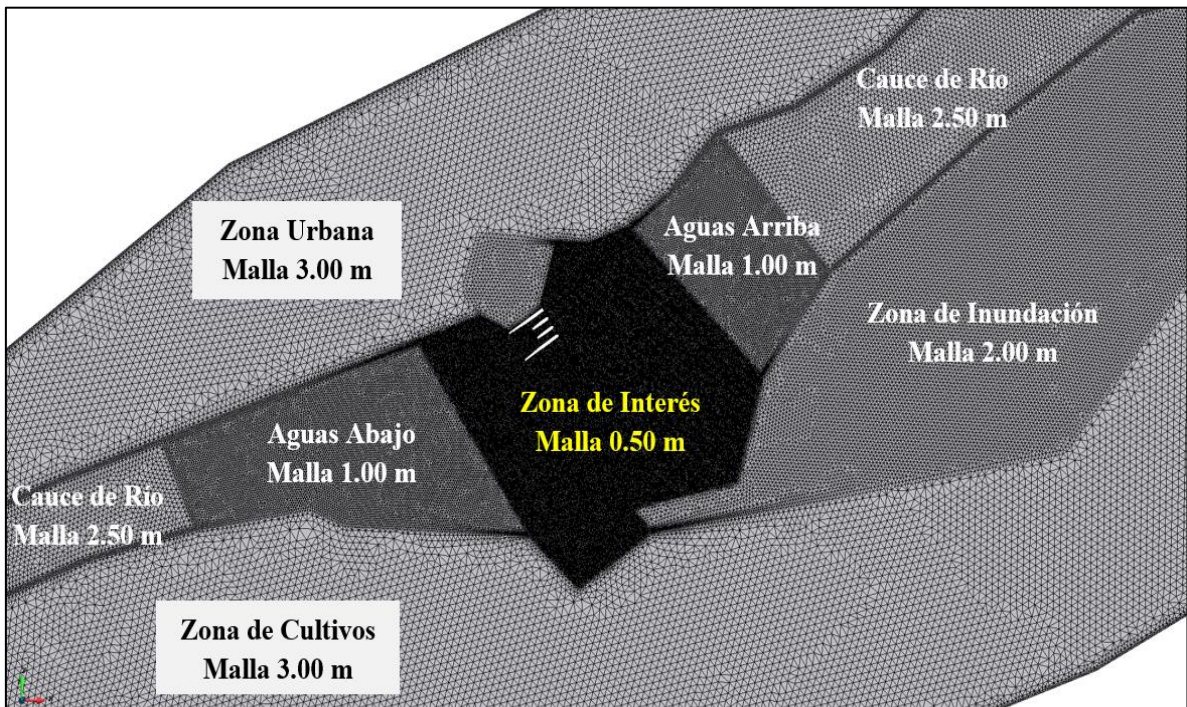 Cauce de Río
Malla 2.50 m
Zona Urbana
Malla 3.00 m
Aguas Arriba
Malla 1.00 m
Zona de Inundación
Malla 2.00 m
Zona de Interés
Malla 0.50 m
Aguas Abajo
Malla 1.00 m
Cauce de Río
Malla 2.50 m
Zona de Cultivos
Malla 3.00 m